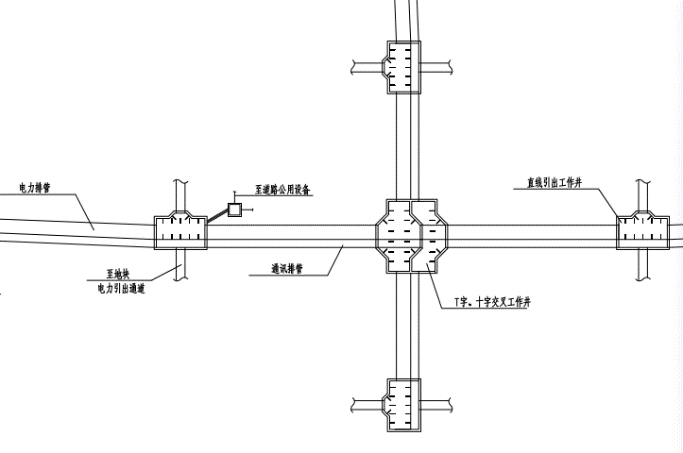 直线引出工作井
电力排管
至道路公用设备
至地块
电力引出通道
通讯排管
T字、十字交叉工作井